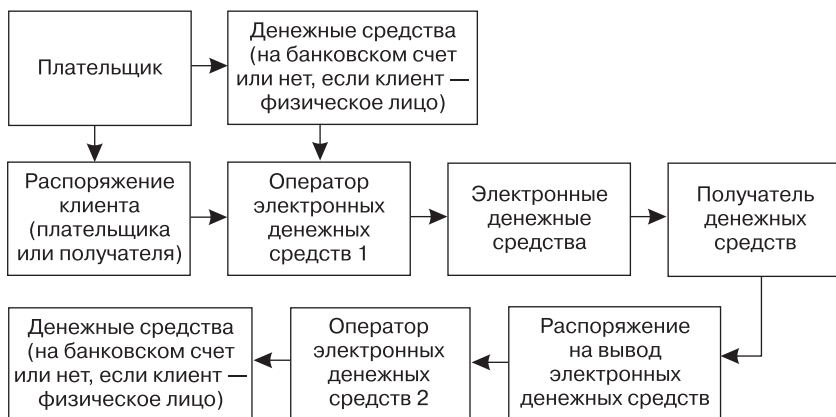 Плательщик
Денежные средства
(на банковском счет
или нет, если клиент —
физическое лицо)
Распоряжение
клиента
(плательщика
или получателя)
Оператор
электронных
денежных
средств 1
Электронные
денежные
средства
Получатель
денежных
средств
Денежные средства
(на банковском счет
или нет, если клиент —
физическое лицо)
Оператор
электронных
денежных
средств 2
Распоряжение
на вывод
электронных
денежных средств